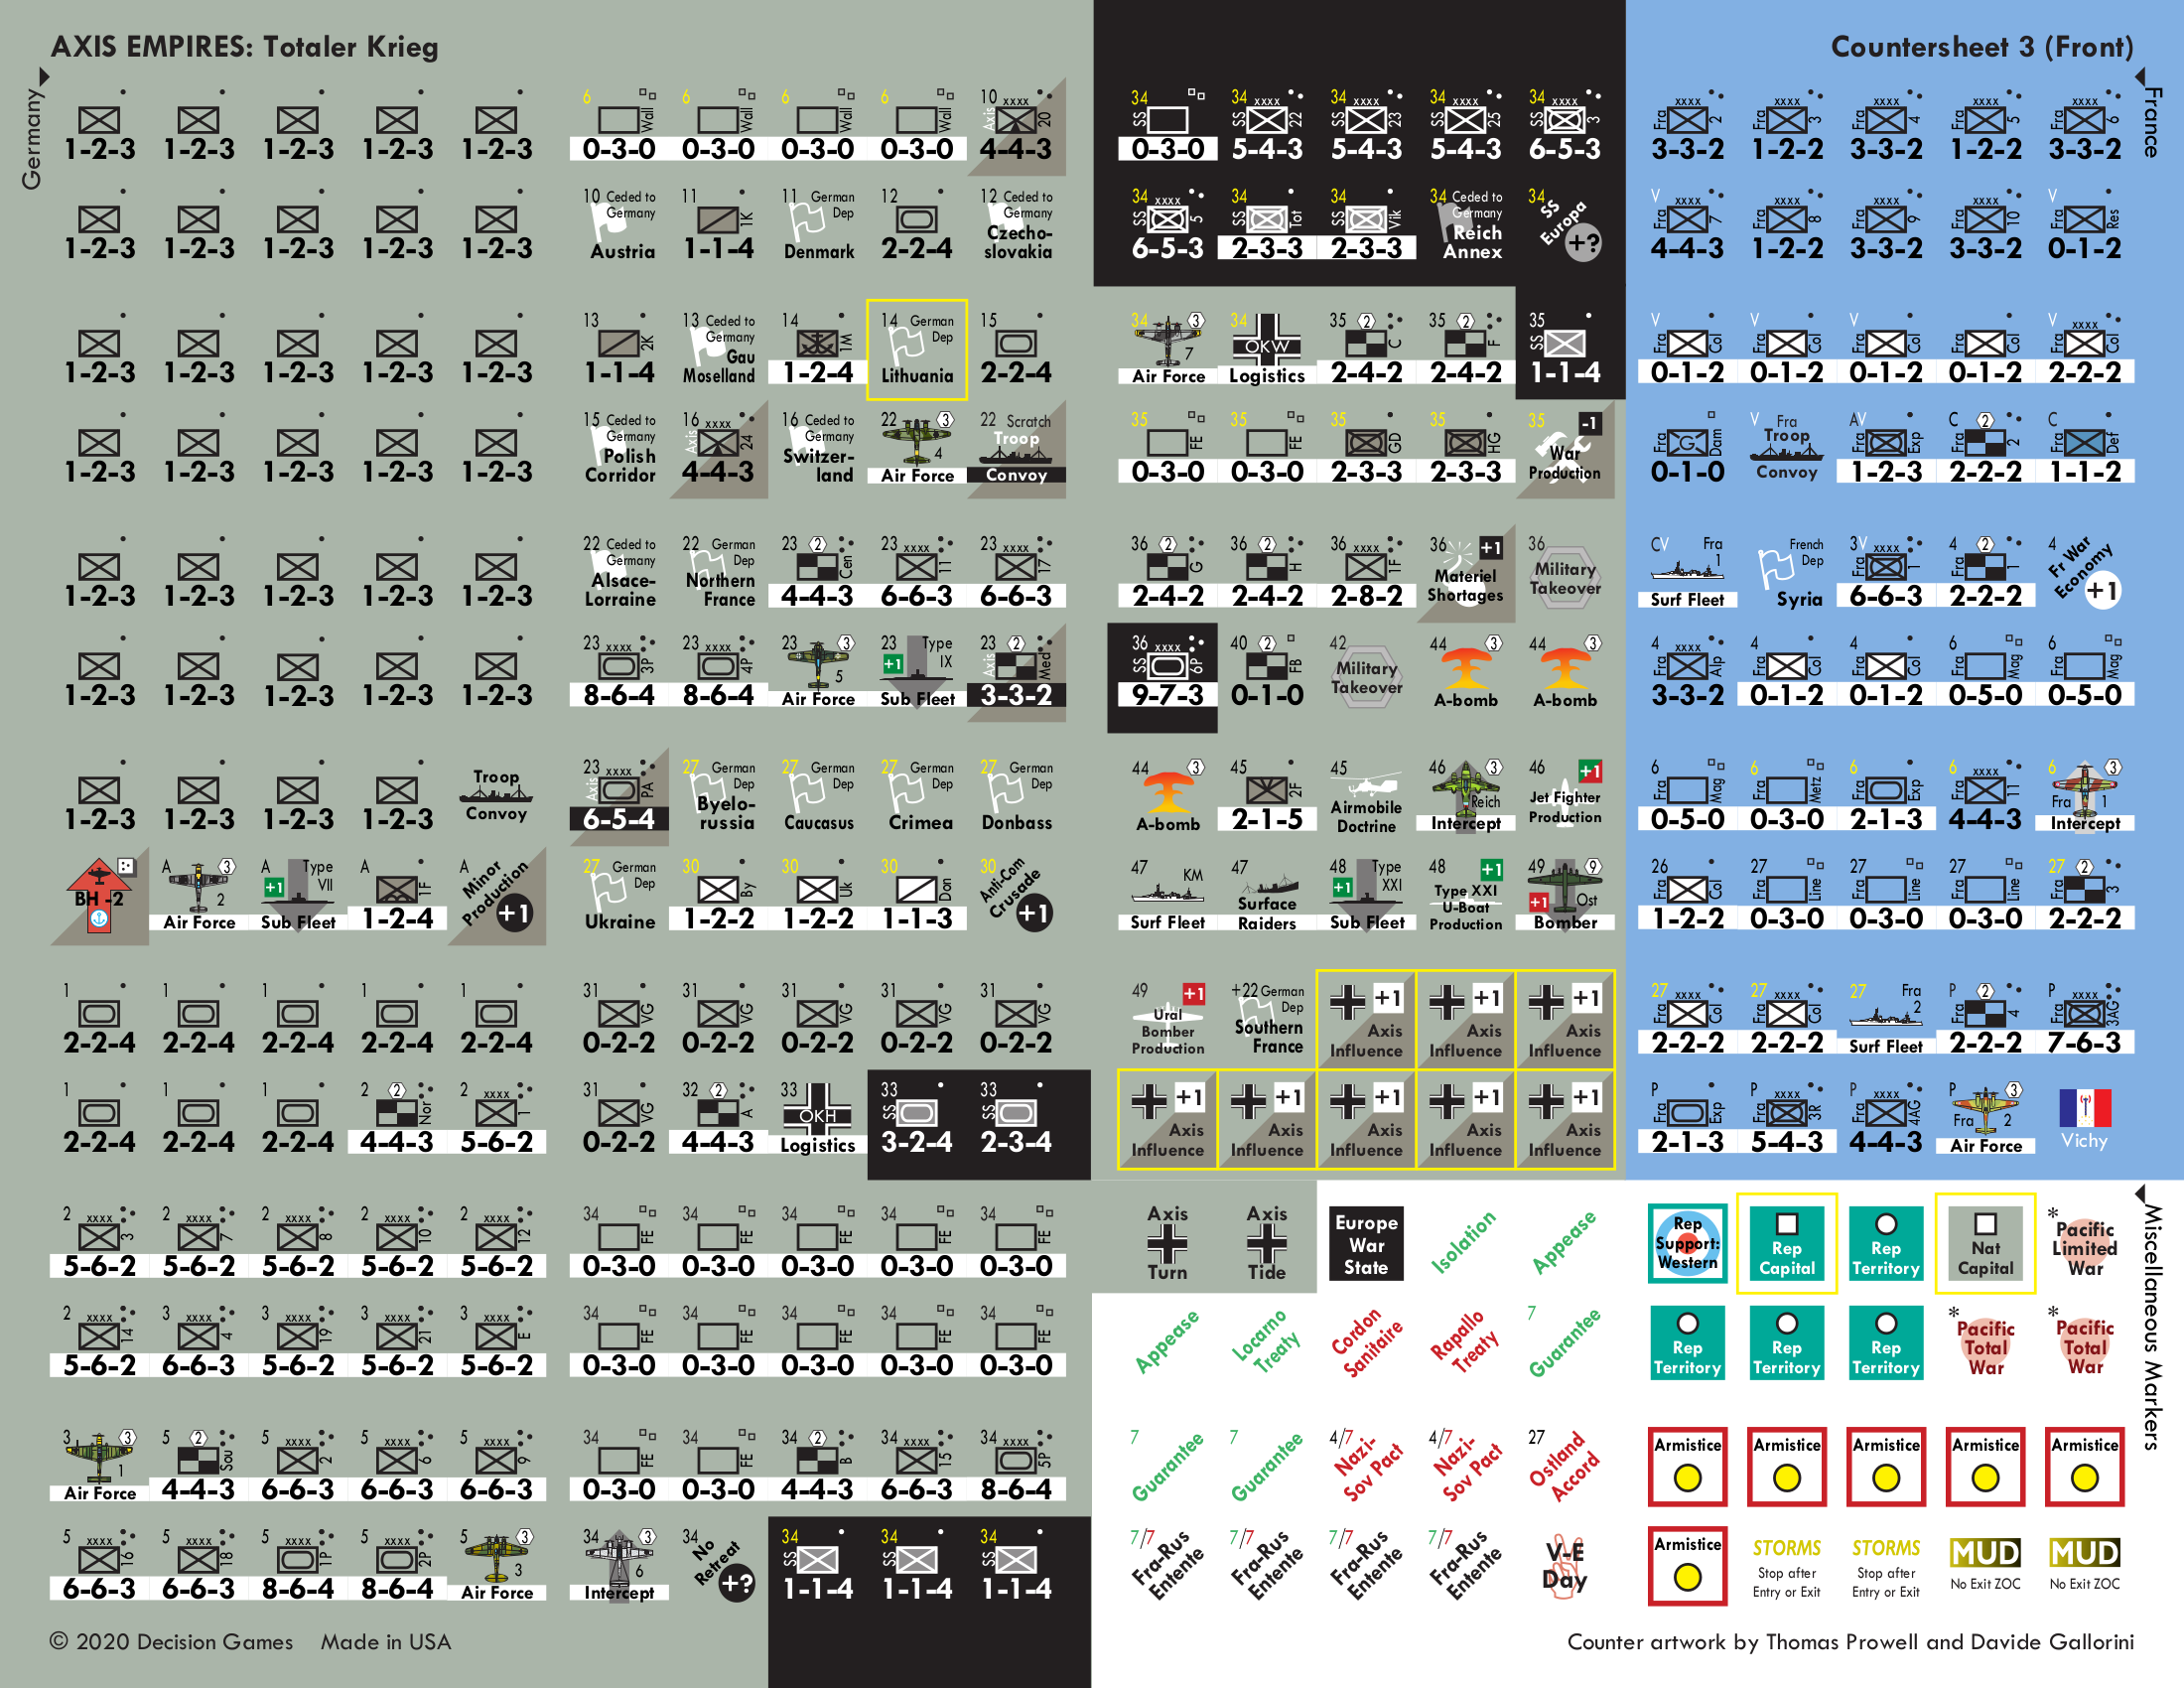 AXIS EMPIRES: Totaler Krieg
Countersheet 3 (Front)
Germany
France
1-2-3 1-2-3 1-2-3 1-2-3 1-2-3
6 Wall 0-3-0 6 Wall 0-3-0 6 Wall 0-3-0 6 Wall 0-3-0 10 xxxx Axis 20 4-4-3
34 SS 0-3-0 34 xxxx SS 22 5-4-3 34 xxxx SS 23 5-4-3 34 xxxx SS 25 5-4-3 34 xxxx SS 3 6-5-3
xxxx Fra 2 3-3-2 xxxx Fra 3 1-2-2 xxxx Fra 4 3-3-2 xxxx Fra 5 1-2-2 xxxx Fra 6 3-3-2
1-2-3 1-2-3 1-2-3 1-2-3 1-2-3
10 Ceded to Germany Austria 11 1K 1-1-4 11 German Dep Denmark 12 2-2-4 12 Ceded to Germany Czecho-slovakia
34 xxxx SS 5 6-5-3 34 SS Tot 2-3-3 34 SS Vik 2-3-3 34 Ceded to Germany Reich Annex 34 SS Europa +?
V xxxx Fra 7 4-4-3 xxxx Fra 8 1-2-2 xxxx Fra 9 3-3-2 xxxx Fra 10 3-3-2 V Fra Res 0-1-2
1-2-3 1-2-3 1-2-3 1-2-3 1-2-3
13 2K 1-1-4 13 Ceded to Germany Gau Moselland 14 1M 1-2-4 14 German Dep Lithuania 15 2-2-4
34 3 7 Air Force 34 OKW Logistics 35 2 C 2-4-2 35 2 F 2-4-2 35 SS 1-1-4
V Fra Col 0-1-2 V Fra Col 0-1-2 V Fra Col 0-1-2 Fra Col 0-1-2 V xxxx Fra Col 2-2-2
1-2-3 1-2-3 1-2-3 1-2-3 1-2-3
15 Ceded to Germany Polish Corridor 16 xxxx Axis 24 4-4-3 16 Ceded to Germany Switzer-land 22 3 4 Air Force 22 Scratch Troop Convoy
35 FE 0-3-0 35 FE 0-3-0 35 GD 2-3-3 35 HG 2-3-3 35 -1 War Production
Fra G Dam 0-1-0 V Fra Troop Convoy AV Fra Exp 1-2-3 C 2 Fra 2 2-2-2 C Fra Def 1-1-2
1-2-3 1-2-3 1-2-3 1-2-3 1-2-3
22 Ceded to Germany Alsace-Lorraine 22 German Dep Northern France 23 2 Cen 4-4-3 23 xxxx 11 6-6-3 23 xxxx 17 6-6-3
36 2 G 2-4-2 36 2 H 2-4-2 36 xxxx 1F 2-8-2 36 +1 Materiel Shortages 36 Military Takeover
CV Fra 1 Surf Fleet French Dep Syria 3V xxxx Fra 1 6-6-3 4 2 Fra 1 2-2-2 4 Fr War Economy +1
1-2-3 1-2-3 1-2-3 1-2-3 1-2-3
23 xxxx 3P 8-6-4 23 xxxx 4P 8-6-4 23 3 5 Air Force 23 Type IX +1 Sub Fleet 23 2 Axis Med 3-3-2
36 xxxx SS 6P 9-7-3 40 2 FB 0-1-0 42 Military Takeover 44 3 A-bomb 44 3 A-bomb
4 xxxx Fra Alp 3-3-2 4 Fra Col 0-1-2 4 Fra Col 0-1-2 6 Fra Mag 0-5-0 6 Fra Mag 0-5-0
1-2-3 1-2-3 1-2-3 1-2-3 Troop Convoy
23 xxxx Axis PA 6-5-4 27 German Dep Byelo-russia 27 German Dep Caucasus 27 German Dep Crimea 27 German Dep Donbass
44 3 A-bomb 45 2F 2-1-5 45 Airmobile Doctrine 46 3 Reich Intercept 46 +1 Jet Fighter Production
6 Fra Mag 0-5-0 6 Fra Metz 0-3-0 6 Fra Exp 2-1-3 6 xxxx Fra 11 4-4-3 6 3 Fra 1 Intercept
BH -2 A 3 2 Air Force A Type VII +1 Sub Fleet A 1F 1-2-4 A Minor Production +1
27 German Dep Ukraine 30 By 1-2-2 30 Uk 1-2-2 30 Don 1-1-3 30 Anti-Com Crusade +1
47 KM Surf Fleet 47 Surface Raiders 48 Type XXI +1 Sub Fleet 48 +1 Type XXI U-Boat Production 49 9 +1 Ost Bomber
26 Fra Col 1-2-2 27 Fra Line 0-3-0 27 Fra Line 0-3-0 27 Fra Line 0-3-0 27 2 Fra 3 2-2-2
1 2-2-4 1 2-2-4 1 2-2-4 1 2-2-4 1 2-2-4
31 VG 0-2-2 31 VG 0-2-2 31 VG 0-2-2 31 VG 0-2-2 31 VG 0-2-2
49 +1 Ural Bomber Production +22 German Dep Southern France +1 Axis Influence +1 Axis Influence +1 Axis Influence
27 xxxx Fra Col 2-2-2 27 xxxx Fra Col 2-2-2 27 Fra 2 Surf Fleet P 2 Fra 4 2-2-2 P xxxx Fra 3AG 7-6-3
1 2-2-4 1 2-2-4 1 2-2-4 2 2 Nor 4-4-3 2 xxxx 1 5-6-2
31 VG 0-2-2 32 2 A 4-4-3 33 OKH Logistics 33 SS 3-2-4 33 SS 2-3-4
+1 Axis Influence +1 Axis Influence +1 Axis Influence +1 Axis Influence +1 Axis Influence
P Fra Exp 2-1-3 P xxxx Fra 3R 5-4-3 P xxxx Fra 4AG 4-4-3 P 3 Fra 2 Air Force Vichy
2 xxxx 3 5-6-2 2 xxxx 7 5-6-2 2 xxxx 8 5-6-2 2 xxxx 10 5-6-2 2 xxxx 12 5-6-2
34 FE 0-3-0 34 FE 0-3-0 34 FE 0-3-0 34 FE 0-3-0 34 FE 0-3-0
Axis Turn Axis Tide Europe War State Isolation Appease
Rep Support: Western Rep Capital Rep Territory Nat Capital * Pacific Limited War
Miscellaneous Markers
2 xxxx 14 5-6-2 3 xxxx 4 6-6-3 3 xxxx 19 5-6-2 3 xxxx 21 5-6-2 3 xxxx E 5-6-2
34 FE 0-3-0 34 FE 0-3-0 34 FE 0-3-0 34 FE 0-3-0 34 FE 0-3-0
Appease Locarno Treaty Cordon Sanitaire Rapallo Treaty 7 Guarantee
Rep Territory Rep Territory Rep Territory * Pacific Total War * Pacific Total War
3 3 1 Air Force 5 2 Sou 4-4-3 5 xxxx 2 6-6-3 5 xxxx 6 6-6-3 5 xxxx 9 6-6-3
34 FE 0-3-0 34 FE 0-3-0 34 2 B 4-4-3 34 xxxx 15 6-6-3 34 xxxx 5P 8-6-4
7 Guarantee 7 Guarantee 4/7 Nazi-Sov Pact 4/7 Nazi-Sov Pact 27 Ostland Accord
Armistice Armistice Armistice Armistice Armistice
5 xxxx 16 6-6-3 5 xxxx 18 6-6-3 5 xxxx 1P 8-6-4 5 xxxx 2P 8-6-4 5 3 3 Air Force
34 3 6 Intercept 34 No Retreat +? 34 SS 1-1-4 34 SS 1-1-4 34 SS 1-1-4
7/7 Fra-Rus Entente 7/7 Fra-Rus Entente 7/7 Fra-Rus Entente 7/7 Fra-Rus Entente V-E Day
Armistice STORMS Stop after Entry or Exit STORMS Stop after Entry or Exit MUD No Exit ZOC MUD No Exit ZOC
© 2020 Decision Games Made in USA
Counter artwork by Thomas Prowell and Davide Gallorini